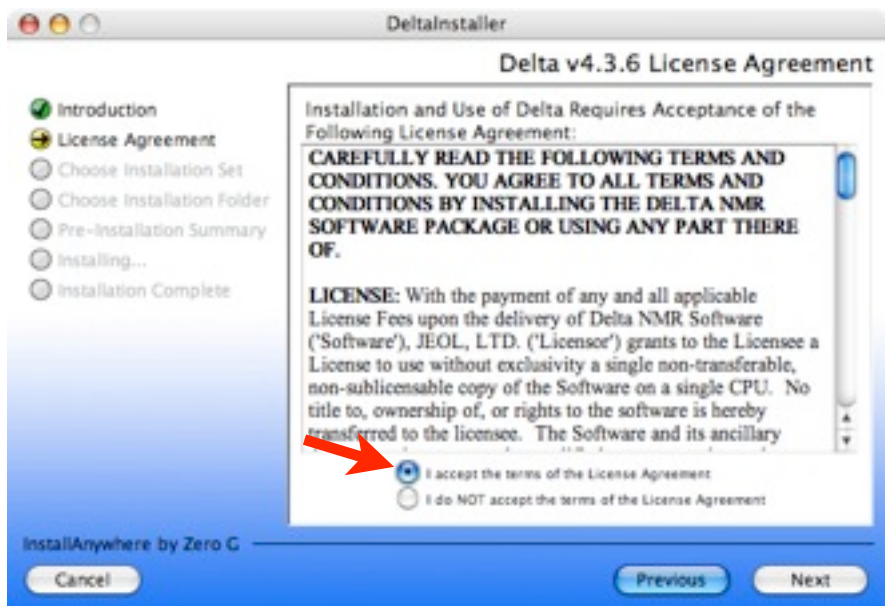 DeltaInstaller
Delta v4.3.6 License Agreement
Introduction
License Agreement
Choose Installation Set
Choose Installation Folder
Pre-Installation Summary
Installing...
Installation Complete
Installation and Use of Delta Requires Acceptance of the
Following License Agreement:
CAREFULLY READ THE FOLLOWING TERMS AND
CONDITIONS. YOU AGREE TO ALL TERMS AND
CONDITIONS BY INSTALLING THE DELTA NMR
SOFTWARE PACKAGE OR USING ANY PART THERE
OF.
LICENSE: With the payment of any and all applicable
License Fees upon the delivery of Delta NMR Software
('Software'), JEOL, LTD. ('Licensor') grants to the Licensee a
License to use without exclusivity a single non-transferable,
non-sublicensable copy of the Software on a single CPU. No
title to, ownership of, or rights to the software is hereby
transferred to the licensee. The Software and its ancillary
I accept the terms of the License Agreement
I do NOT accept the terms of the License Agreement
InstallAnywhere by Zero G
Cancel
Previous
Next